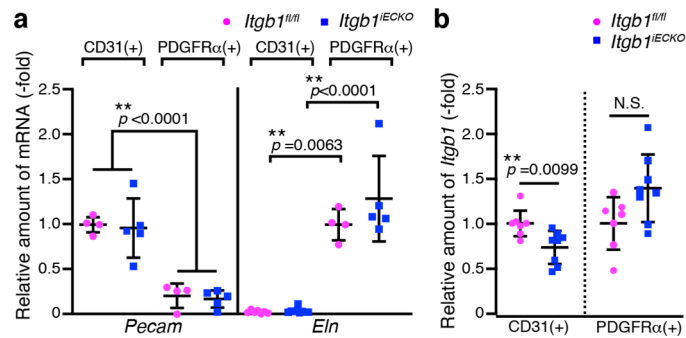 a
Itgb1fl/fl Itgb1iECKO
CD31(+) PDGFRα(+) CD31(+) PDGFRα(+)
Relative amount of mRNA (-fold)
2.5
2.0
1.5
1.0
0.5
0
**
p<0.0001
**
p=0.0063
**
p<0.0001
Pecam Eln
b
Itgb1fl/fl
Itgb1iECKO
Relative amount of Itgb1 (-fold)
2.5
2.0
1.5
1.0
0.5
0
**
p=0.0099
N.S.
CD31(+) PDGFRα(+)